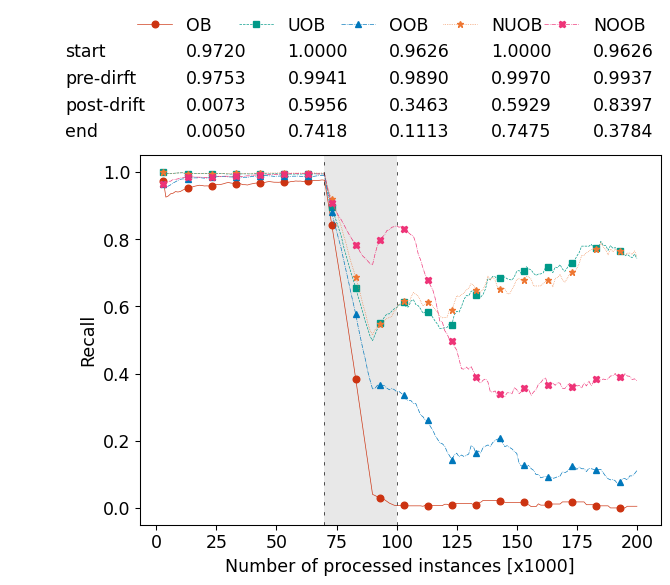 OB UOB OOB NUOB NOOB
start 0.9720 1.0000 0.9626 1.0000 0.9626
pre-dirft 0.9753 0.9941 0.9890 0.9970 0.9937
post-drift 0.0073 0.5956 0.3463 0.5929 0.8397
end 0.0050 0.7418 0.1113 0.7475 0.3784
1.0
0.8
0.6
0.4
0.2
0.0
Recall
0 25 50 75 100 125 150 175 200
Number of processed instances [x1000]